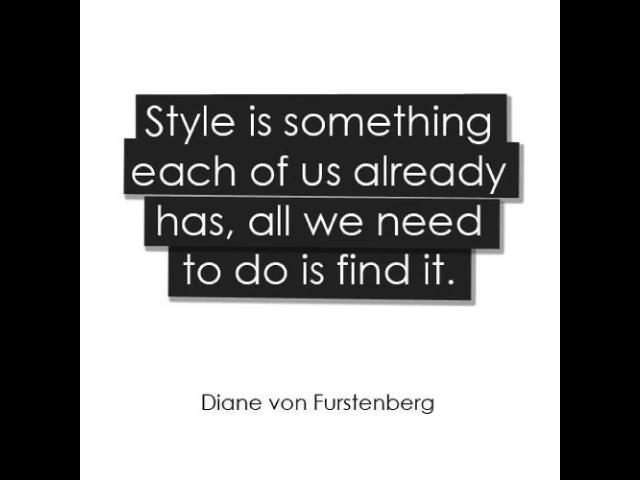 Style is something
each of us already
has, all we need
to do is find it.
Diane von Furstenberg